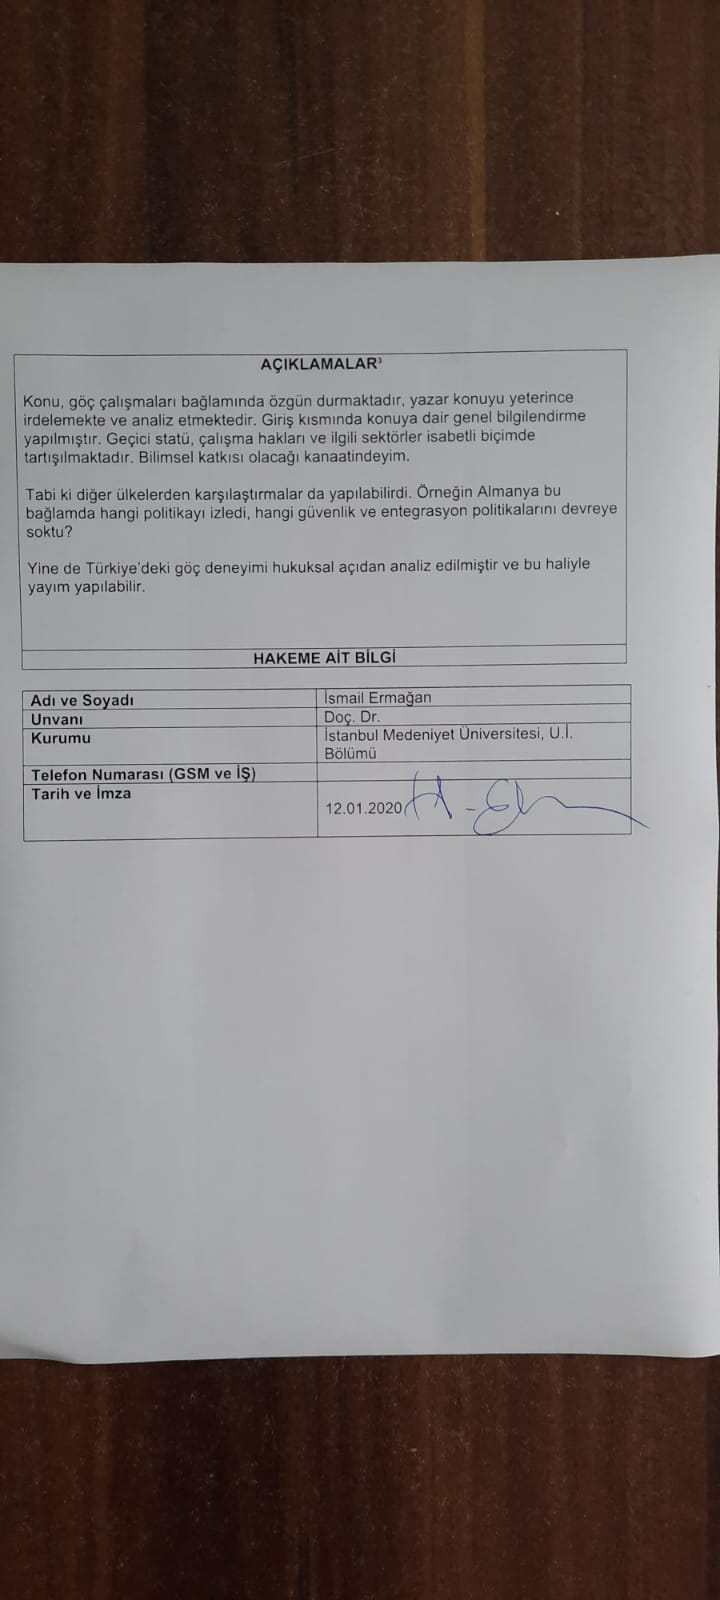 AÇIKLAMALAR³
Konu, göç çalışmaları bağlamında özgün durmaktadır, yazar konuyu yeterince
irdelemekte ve analiz etmektedir. Giriş kısmında konuya dair genel bilgilendirme
yapılmıştır. Geçici statü, çalışma hakları ve ilgili sektörler isabetli biçimde
tartışılmaktadır. Bilimsel katkısı olacağı kanaatindeyim.
Tabi ki diğer ülkelerden karşılaştırmalar da yapılabilirdi. Örneğin Almanya bu
bağlamda hangi politikayı izledi, hangi güvenlik ve entegrasyon politikalarını devreye
soktu?
Yine de Türkiye'deki göç deneyimi hukuksal açıdan analiz edilmiştir ve bu haliyle
yayım yapılabilir.
HAKEME AİT BİLGİ
Adı ve Soyadı İsmail Ermağan
Unvanı Doç. Dr.
Kurumu İstanbul Medeniyet Üniversitesi, U.İ.
Bölümü
Telefon Numarası (GSM ve İŞ)
Tarih ve İmza
12.01.2020